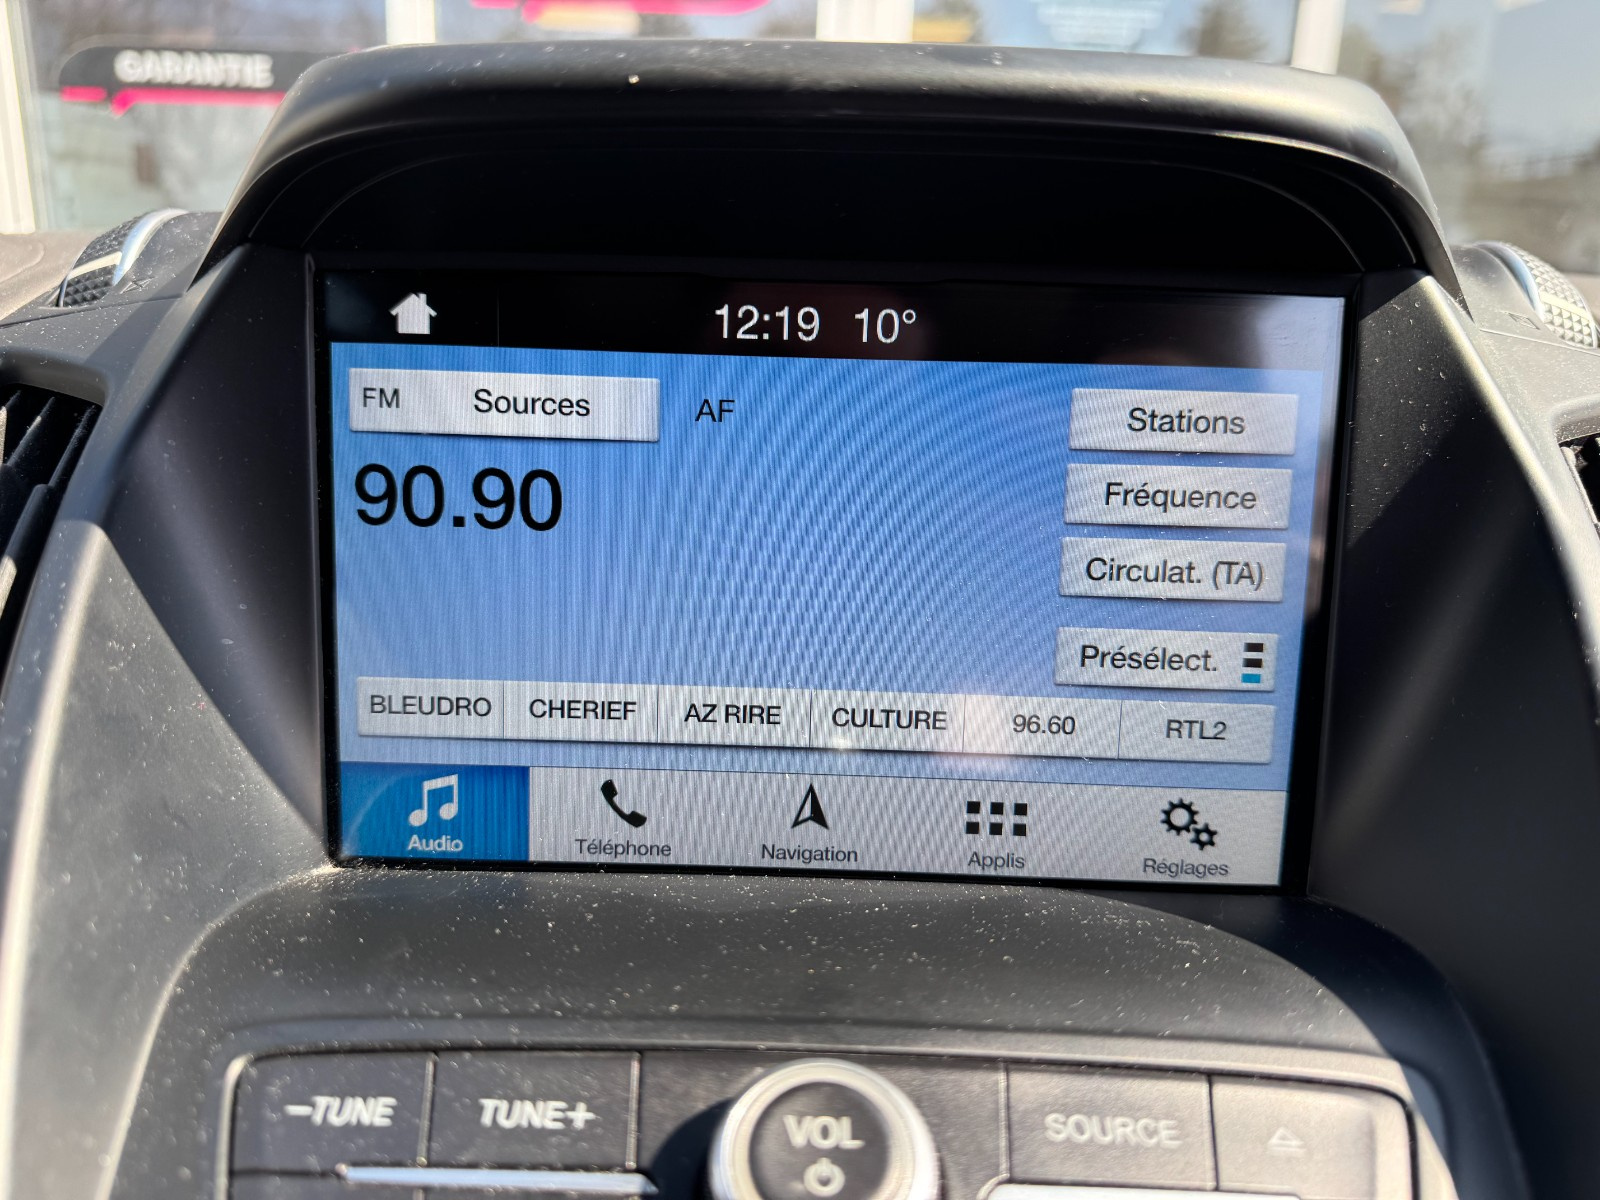 GARANTIE
12:19 10°
FM Sources AF Stations
90.90
Fréquence
Circulat. (TA)
Présélect.
BLEUDRO CHERIEF AZ RIRE CULTURE 96.60 RTL2
Audio Téléphone Navigation Applis Réglages
-TUNE TUNE+ VOL SOURCE